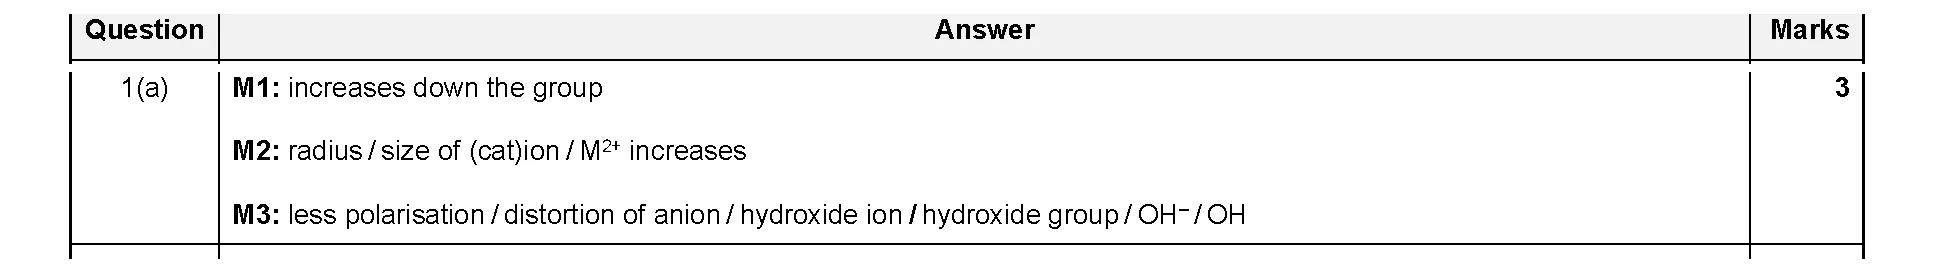 Question Answer Marks
1(a) M1: increases down the group 3
M2: radius / size of (cat)ion / M²⁺ increases
M3: less polarisation / distortion of anion / hydroxide ion / hydroxide group / OH⁻ / OH